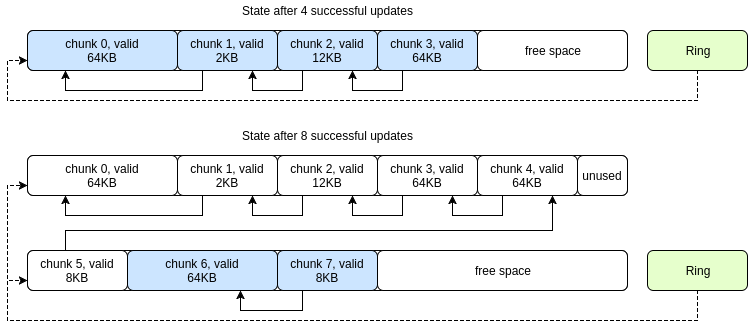 State after 4 successful updates
chunk 0, valid
64KB
chunk 1, valid
2KB
chunk 2, valid
12KB
chunk 3, valid
64KB
free space
Ring
State after 8 successful updates
chunk 0, valid
64KB
chunk 1, valid
2KB
chunk 2, valid
12KB
chunk 3, valid
64KB
chunk 4, valid
64KB
unused
chunk 5, valid
8KB
chunk 6, valid
64KB
chunk 7, valid
8KB
free space
Ring